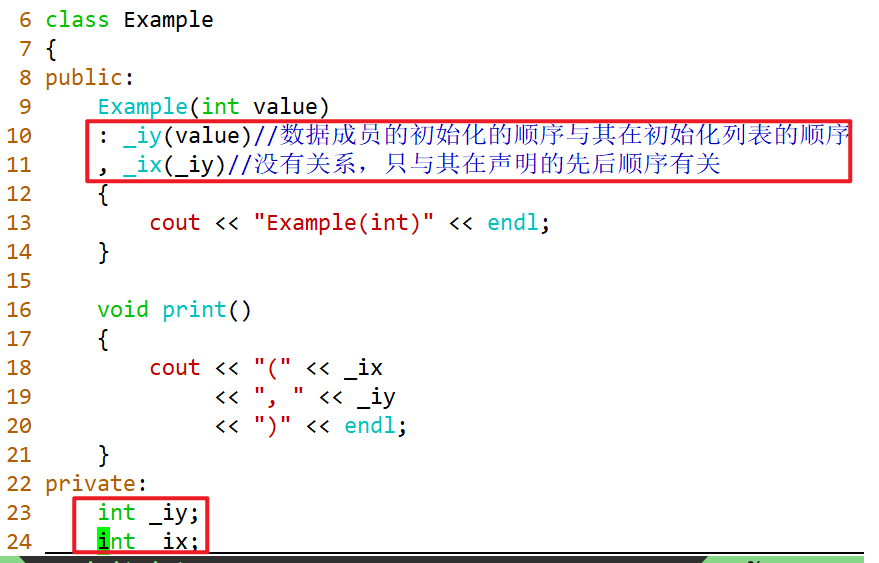 6 class Example
7 {
8 public:
9     Example(int value)
10     : _iy(value)//数据成员的初始化的顺序与其在初始化列表的顺序
11     , _ix(_iy)//没有关系，只与其在声明的先后顺序有关
12     {
13         cout << "Example(int)" << endl;
14     }
15
16     void print()
17     {
18         cout << "(" << _ix
19              << ", " << _iy
20              << ")" << endl;
21     }
22 private:
23     int _iy;
24     int _ix;